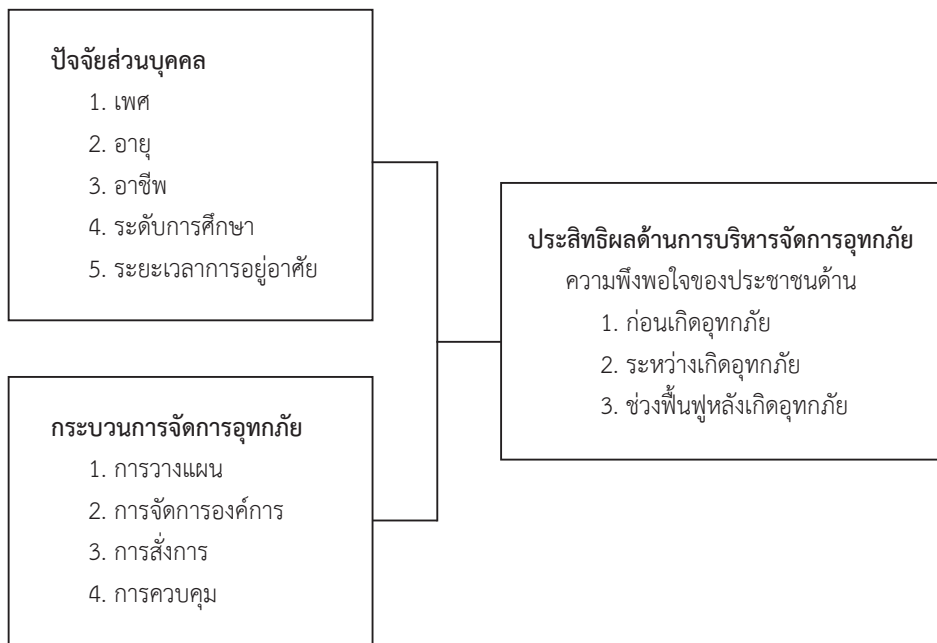 ปัจจัยส่วนบุคคล
1. เพศ
2. อายุ
3. อาชีพ
4. ระดับการศึกษา
5. ระยะเวลาการอยู่อาศัย
กระบวนการจัดการอุทกภัย
1. การวางแผน
2. การจัดการองค์การ
3. การสั่งการ
4. การควบคุม
ประสิทธิผลด้านการบริหารจัดการอุทกภัย
ความพึงพอใจของประชาชนด้าน
1. ก่อนเกิดอุทกภัย
2. ระหว่างเกิดอุทกภัย
3. ช่วงฟื้นฟูหลังเกิดอุทกภัย